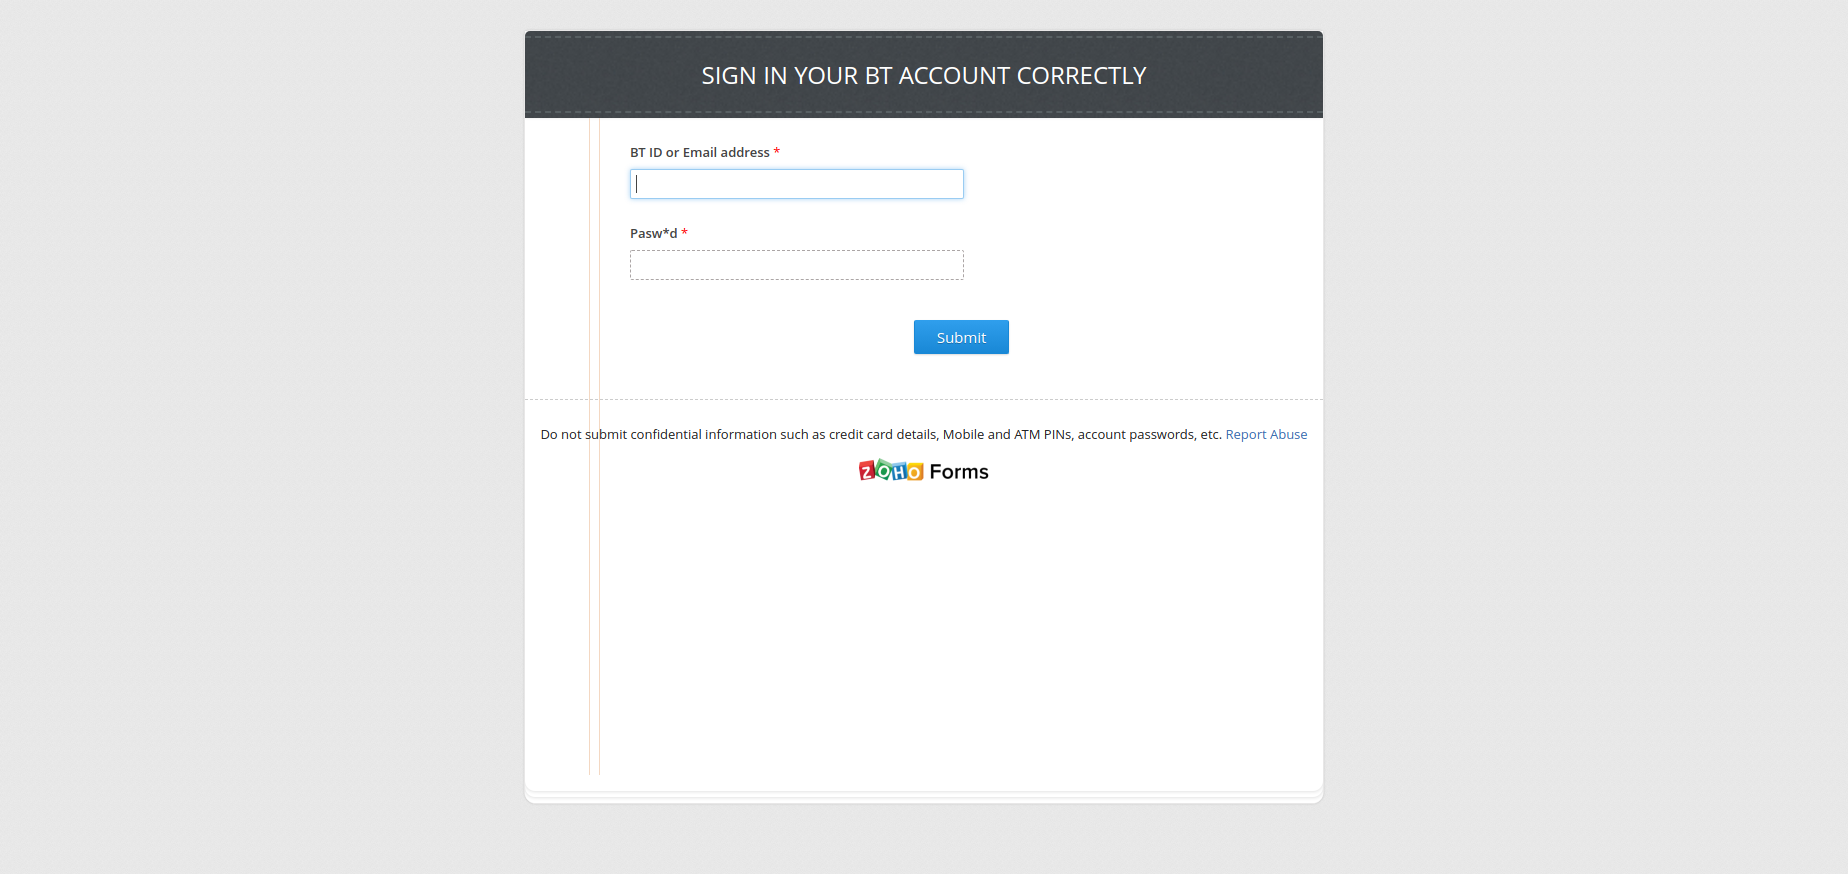 SIGN IN YOUR BT ACCOUNT CORRECTLY
BT ID or Email address *
Pasw*d *
Submit
Do not submit confidential information such as credit card details, Mobile and ATM PINs, account passwords, etc. Report Abuse
ZOHO Forms